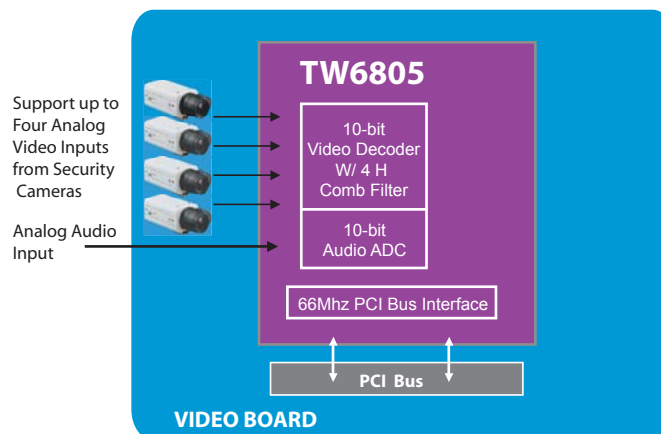 TW6805
Support up to
Four Analog
Video Inputs
from Security
Cameras
10-bit
Video Decoder
W/ 4 H
Comb Filter
Analog Audio
Input
10-bit
Audio ADC
66Mhz PCI Bus Interface
PCI Bus
VIDEO BOARD